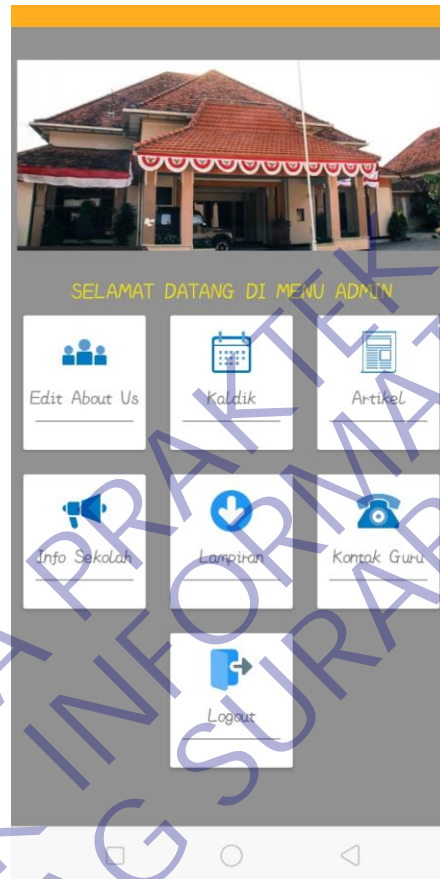 SELAMAT DATANG DI MENU ADMIN
Edit About Us
Kaldik
Artikel
Info Sekolah
Lampiran
Kontak Guru
Logout